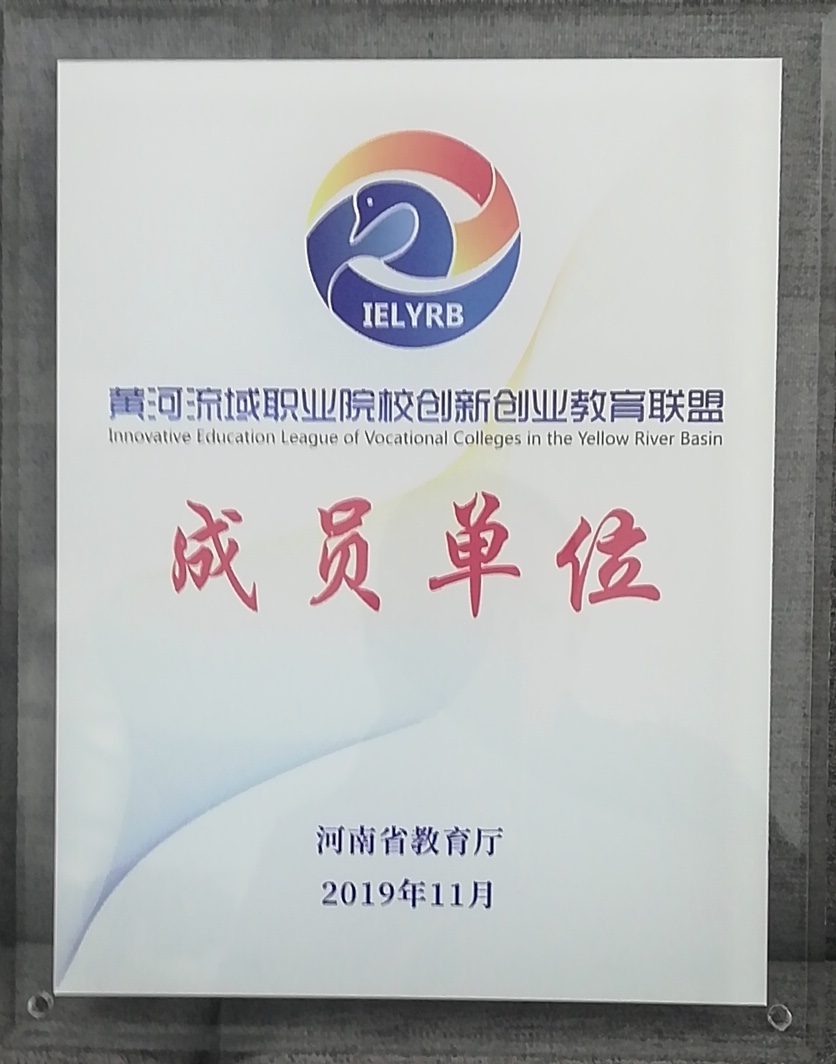 IELYRB
黄河流域职业院校创新创业教育联盟
Innovative Education League of Vocational Colleges in the Yellow River Basin
成员单位
河南省教育厅
2019年11月